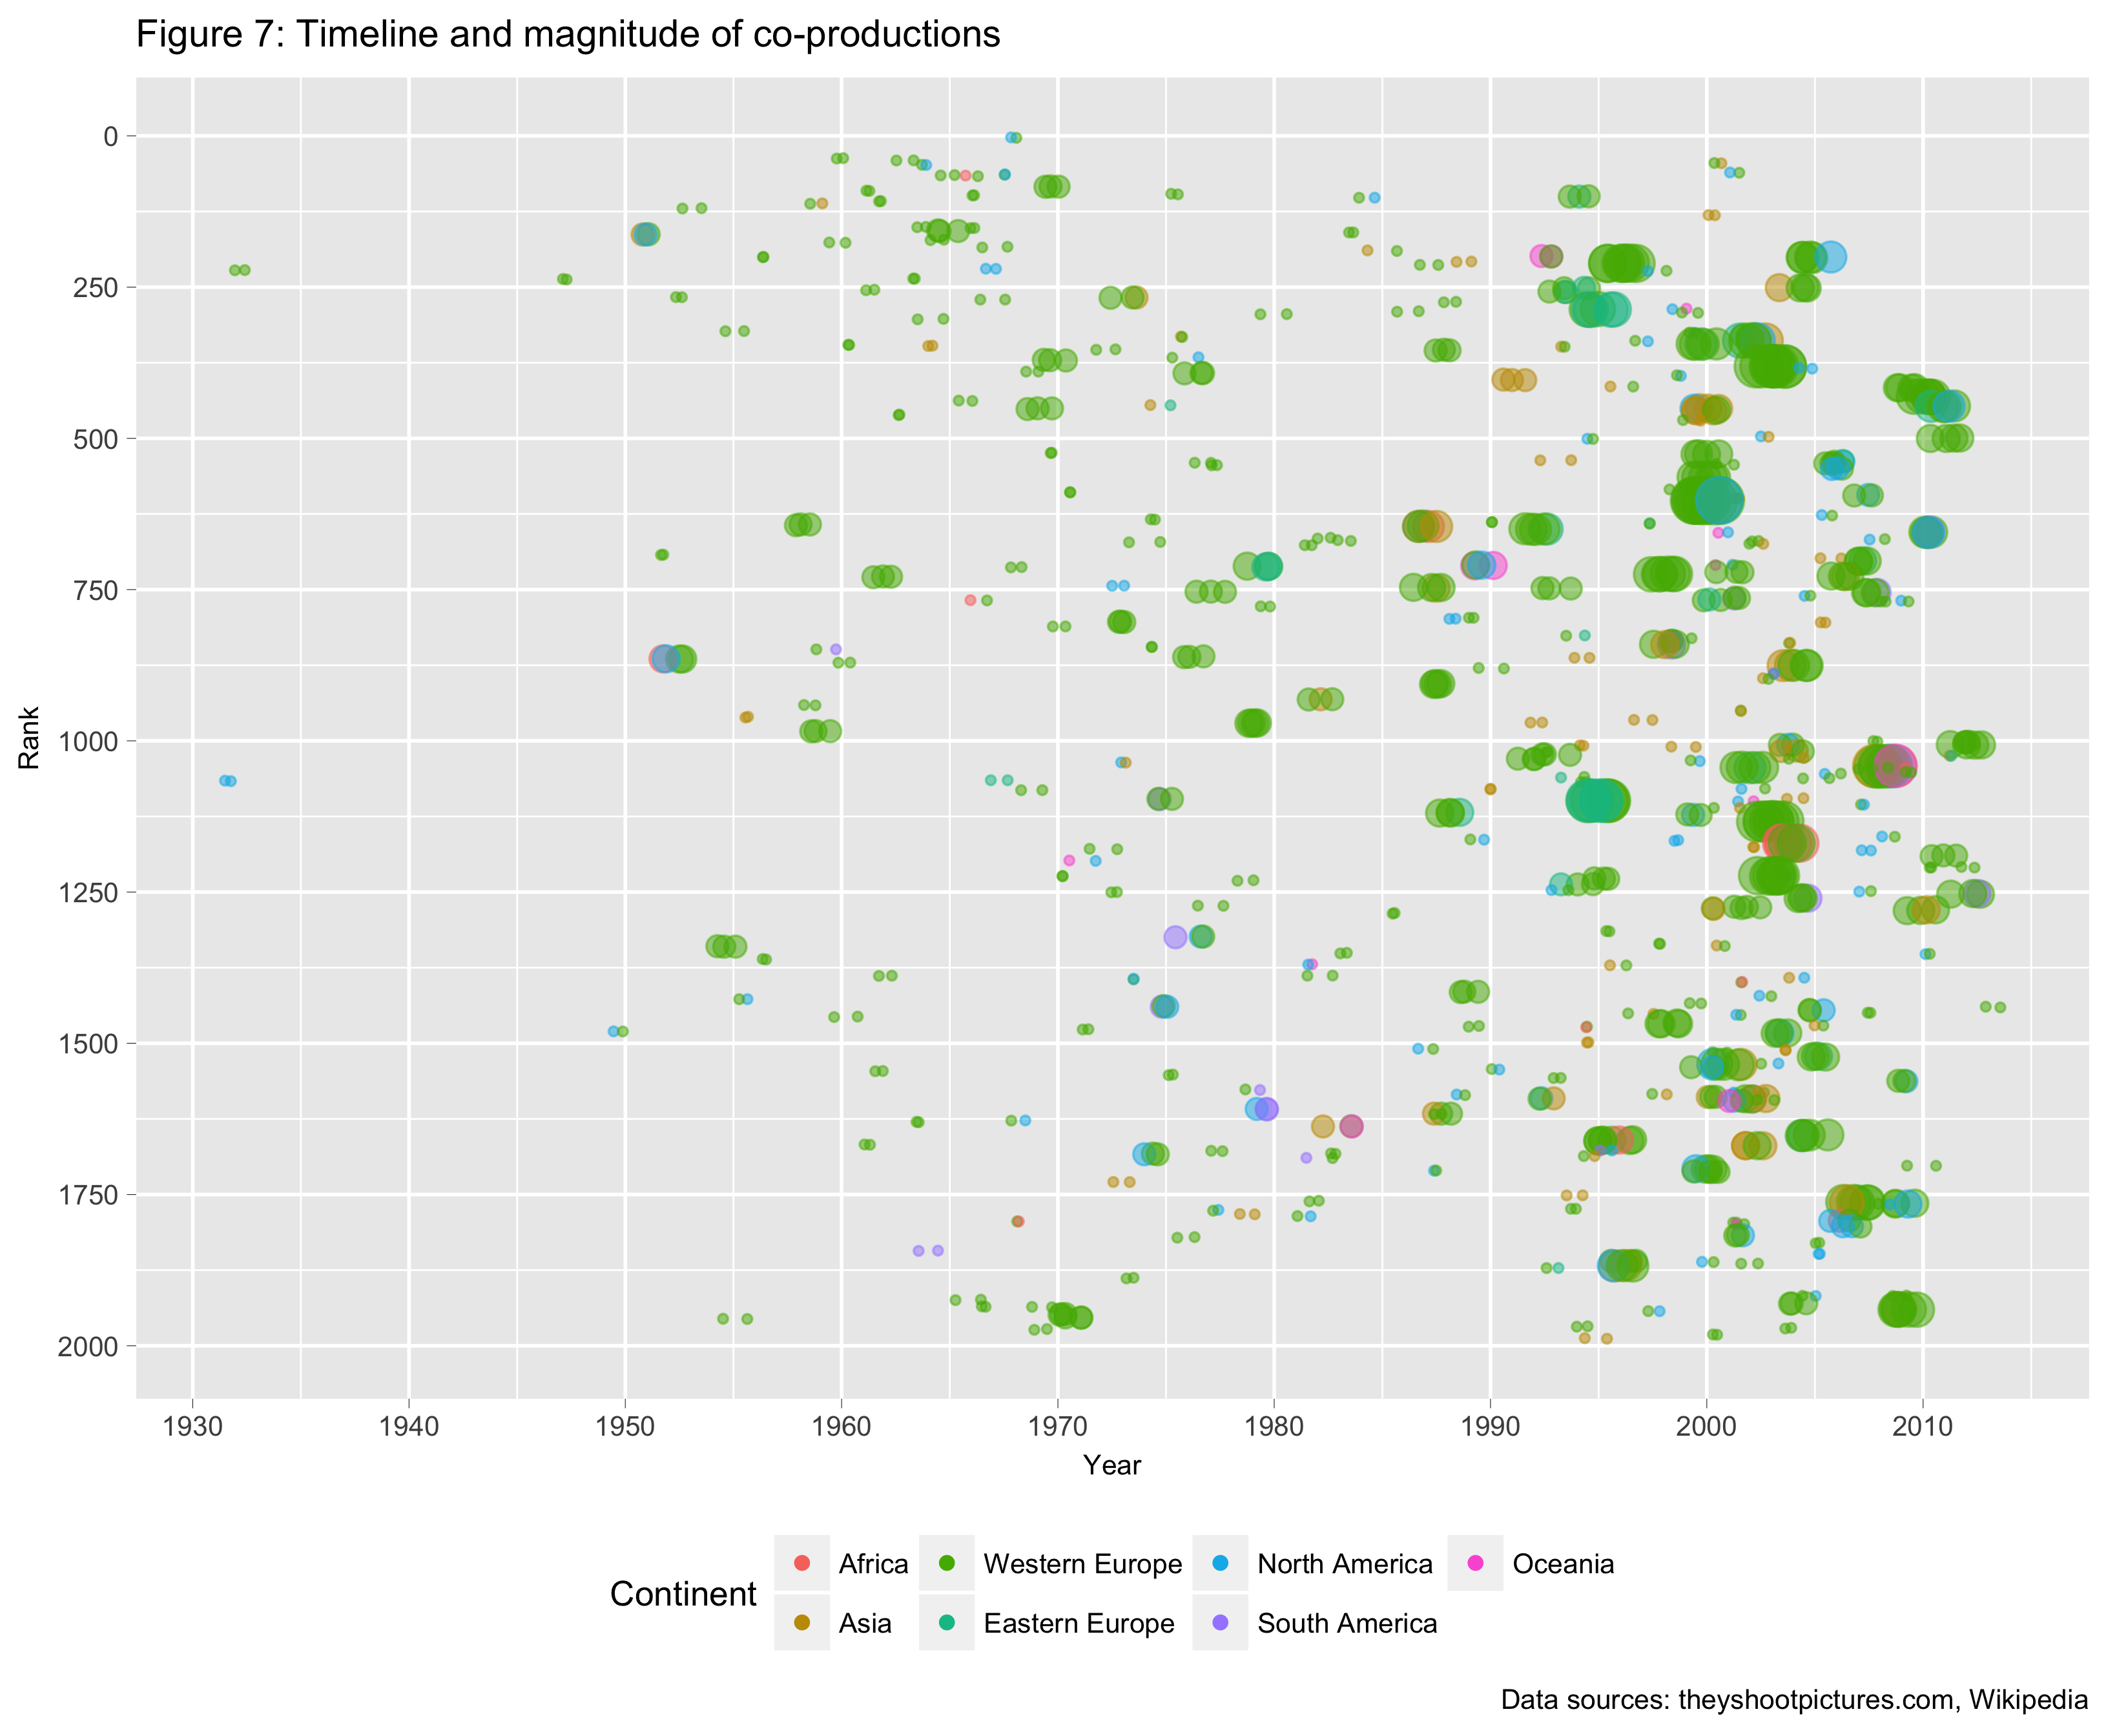 Figure 7: Timeline and magnitude of co-productions
0
250
500
750
1000
1250
1500
1750
2000
Rank
1930 1940 1950 1960 1970 1980 1990 2000 2010
Year
Continent
Africa Western Europe North America Oceania
Asia Eastern Europe South America
Data sources: theyshootpictures.com, Wikipedia